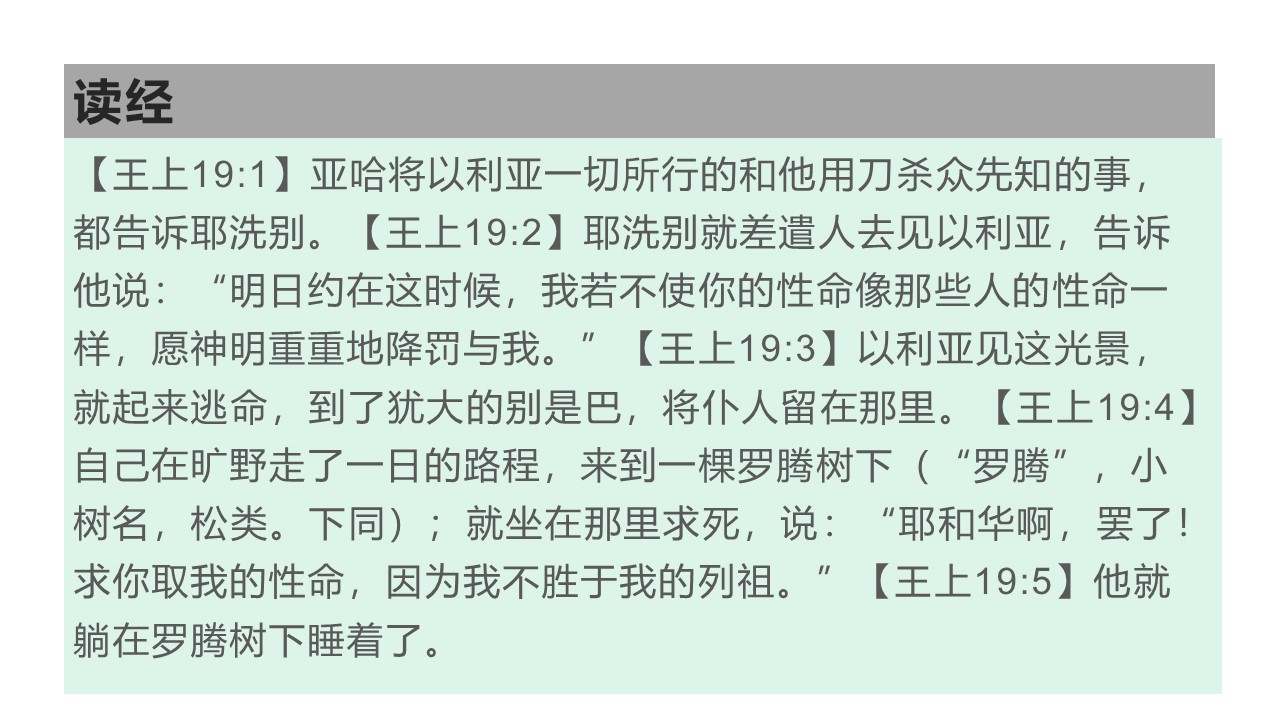 读经
【王上19:1】亚哈将以利亚一切所行的和他用刀杀众先知的事，
都告诉耶洗别。【王上19:2】耶洗别就差遣人去见以利亚，告诉
他说：“明日约在这时候，我若不使你的性命像那些人的性命一
样，愿神明重重地降罚与我。”【王上19:3】以利亚见这光景，
就起来逃命，到了犹大的别是巴，将仆人留在那里。【王上19:4】
自己在旷野走了一日的路程，来到一棵罗腾树下（“罗腾”，小
树名，松类。下同）；就坐在那里求死，说：“耶和华啊，罢了！
求你取我的性命，因为我不胜于我的列祖。”【王上19:5】他就
躺在罗腾树下睡着了。